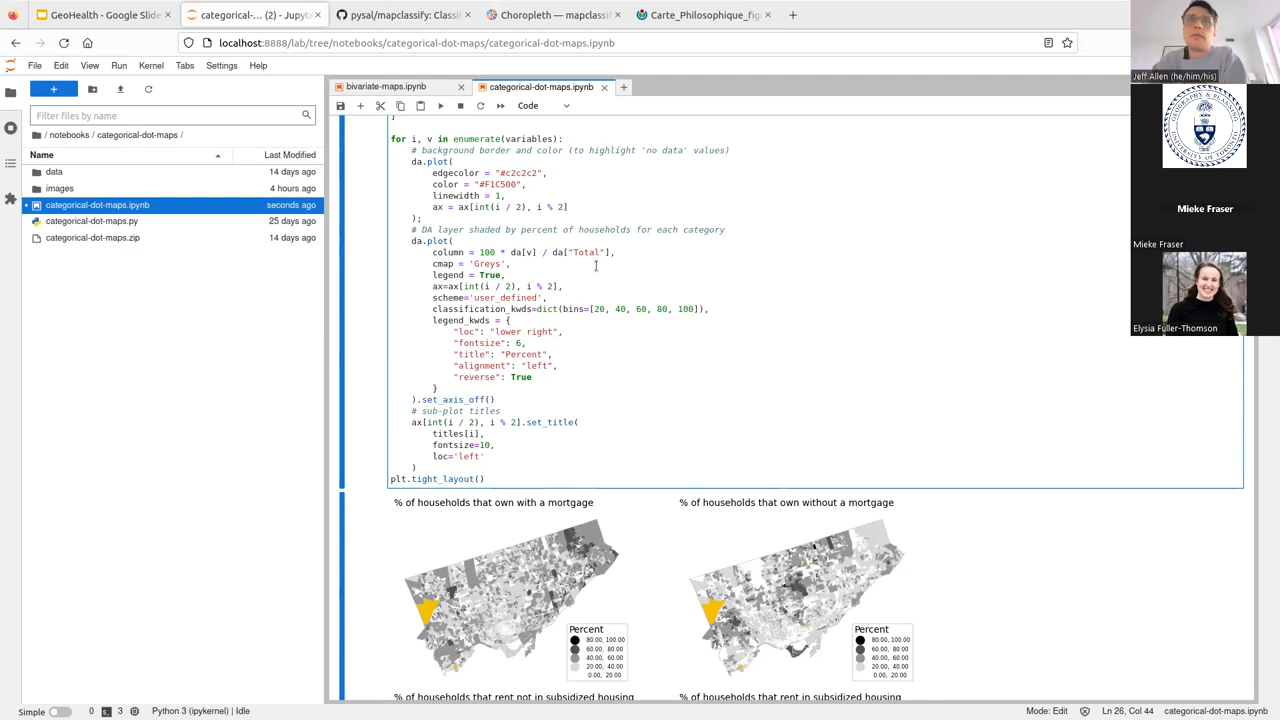 GeoHealth - Google Slide
categorical-... (2) - Jupyte
pysal/mapclassify: Classif
Choropleth — mapclassif
Carte_Philosophique_fig
localhost:8888/lab/tree/notebooks/categorical-dot-maps/categorical-dot-maps.ipynb
File Edit View Run Kernel Tabs Settings Help
Filter files by name
/ notebooks / categorical-dot-maps /
Name Last Modified
data 14 days ago
images 4 hours ago
categorical-dot-maps.ipynb seconds ago
categorical-dot-maps.py 25 days ago
categorical-dot-maps.zip 14 days ago
bivariate-maps.ipynb
categorical-dot-maps.ipynb
Code
]
for i, v in enumerate(variables):
# background border and color (to highlight 'no data' values)
da.plot(
edgecolor = "#c2c2c2",
color = "#F1C500",
linewidth = 1,
ax = ax[int(i / 2), i % 2]
);
# DA layer shaded by percent of households for each category
da.plot(
column = 100 * da[v] / da["Total"],
cmap = 'Greys',
legend = True,
ax=ax[int(i / 2), i % 2],
scheme='user_defined',
classification_kwds=dict(bins=[20, 40, 60, 80, 100]),
legend_kwds = {
"loc": "lower right",
"fontsize": 6,
"title": "Percent",
"alignment": "left",
"reverse": True
}
).set_axis_off()
# sub-plot titles
ax[int(i / 2), i % 2].set_title(
titles[i],
fontsize=10,
loc='left'
)
plt.tight_layout()
% of households that own with a mortgage
% of households that own without a mortgage
Percent
80.00, 100.00
60.00, 80.00
40.00, 60.00
20.00, 40.00
0.00, 20.00
Percent
80.00, 100.00
60.00, 80.00
40.00, 60.00
20.00, 40.00
0.00, 20.00
% of households that rent not in subsidized housing
% of households that rent in subsidized housing
Jeff Allen (he/him/his)
GEOGRAPHY & PLANNING
UNIVERSITY OF TORONTO
Mieke Fraser
Mieke Fraser
Elysia Fuller-Thomson
Simple 0 3 Python 3 (ipykernel) | Idle
Mode: Edit Ln 26, Col 44 categorical-dot-maps.ipynb